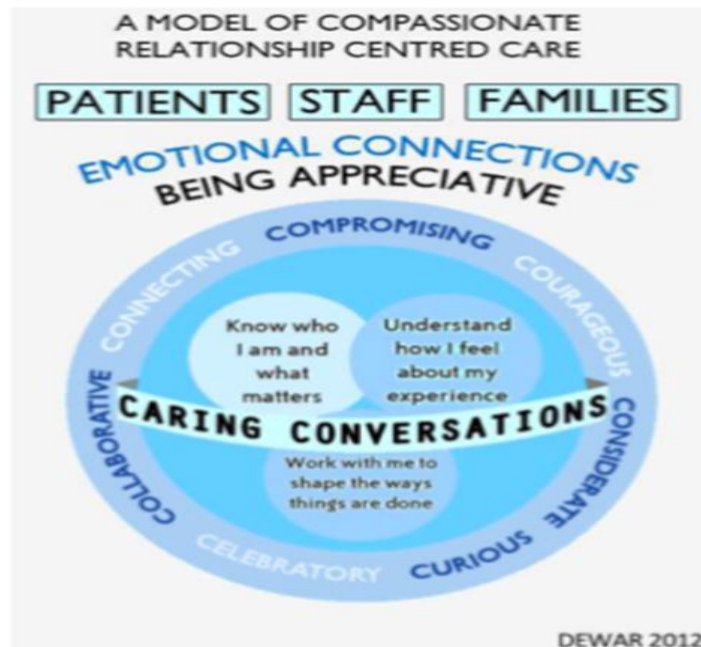 A MODEL OF COMPASSIONATE
RELATIONSHIP CENTRED CARE
PATIENTS STAFF FAMILIES
EMOTIONAL CONNECTIONS
BEING APPRECIATIVE
CONNECTING
COMPROMISING
COURAGEOUS
Know who
I am and
what
matters
Understand
how I feel
about my
experience
CARING CONVERSATIONS
Work with me to
shape the ways
things are done
COLLABORATIVE
CELEBRATORY
CURIOUS
CONSIDERATE
DEWAR 2012